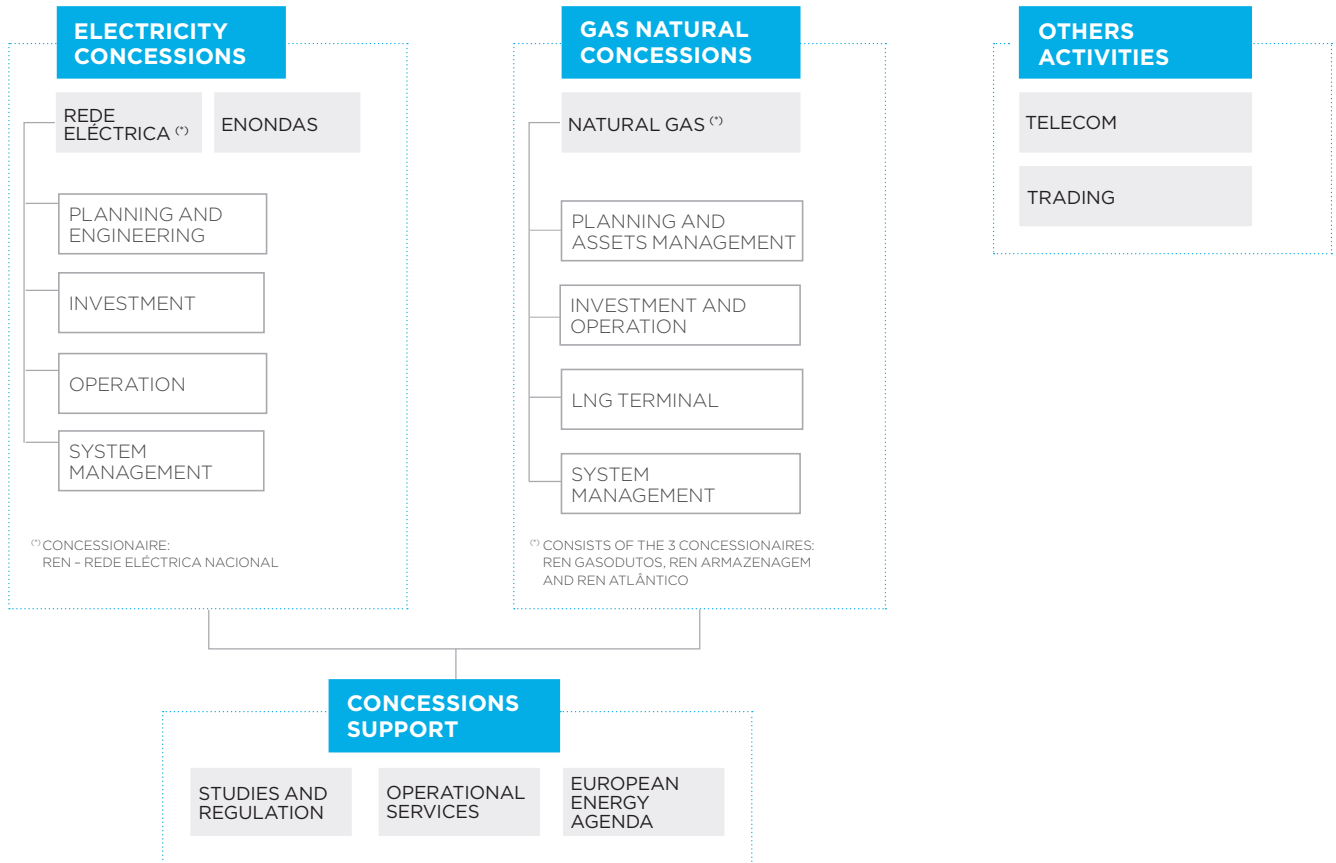 ELECTRICITY
CONCESSIONS
REDE
ELÉCTRICA (*)
ENONDAS
PLANNING AND
ENGINEERING
INVESTMENT
OPERATION
SYSTEM
MANAGEMENT
(*) CONCESSIONAIRE:
REN – REDE ELÉCTRICA NACIONAL
GAS NATURAL
CONCESSIONS
NATURAL GAS (*)
PLANNING AND
ASSETS MANAGEMENT
INVESTMENT AND
OPERATION
LNG TERMINAL
SYSTEM
MANAGEMENT
(*) CONSISTS OF THE 3 CONCESSIONAIRES:
REN GASODUTOS, REN ARMAZENAGEM
AND REN ATLÂNTICO
OTHERS
ACTIVITIES
TELECOM
TRADING
CONCESSIONS
SUPPORT
STUDIES AND
REGULATION
OPERATIONAL
SERVICES
EUROPEAN
ENERGY
AGENDA